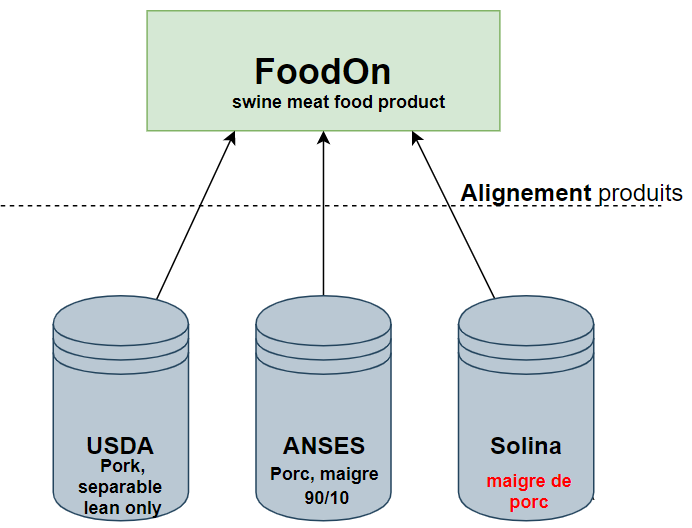 FoodOn
swine meat food product
Alignement produits
USDA
Pork,
separable
lean only
ANSES
Porc, maigre
90/10
Solina
maigre de
porc